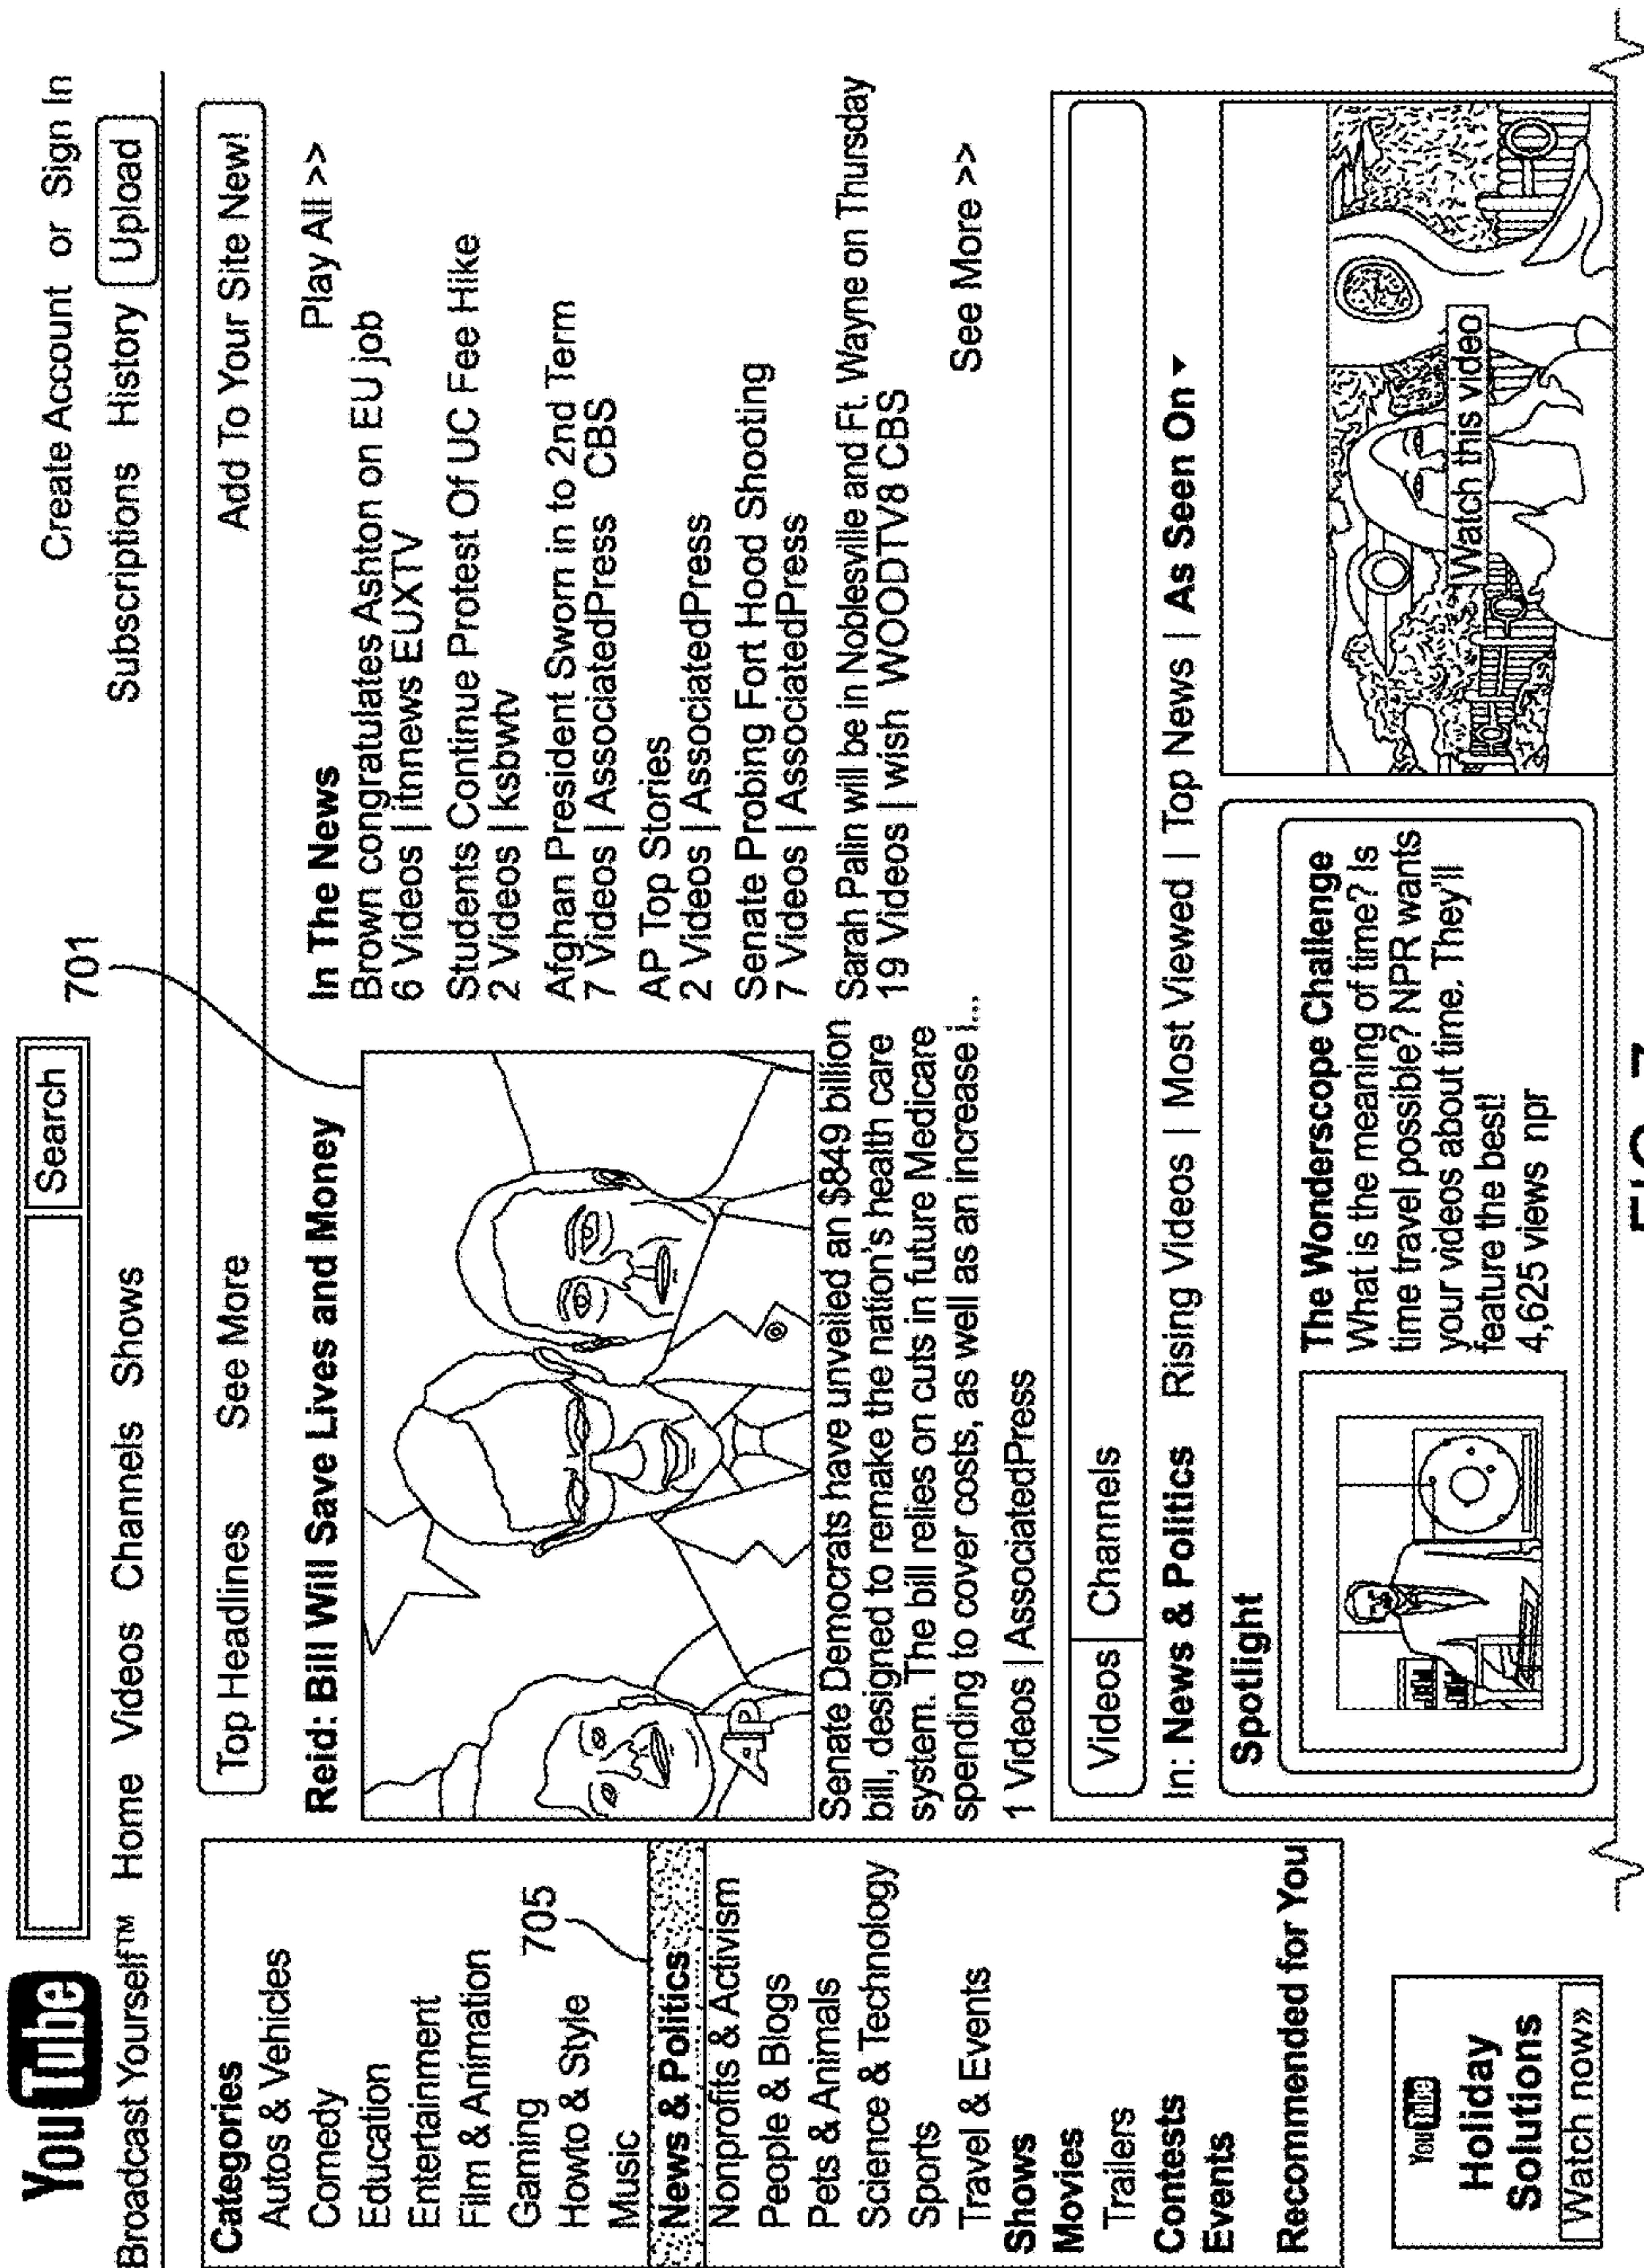 YouTube
Search
Create Account or Sign In
Broadcast Yourself™ Home Videos Channels Shows
Subscriptions History Upload
701
Categories
Autos & Vehicles
Comedy
Education
Entertainment
Film & Animation
Gaming
Howto & Style
705
Music
News & Politics
Nonprofits & Activism
People & Blogs
Pets & Animals
Science & Technology
Sports
Travel & Events
Shows
Movies
Trailers
Contests
Events
Recommended for You
YouTube
Holiday
Solutions
Watch now»
Top Headlines See More
Add To Your Site New!
Reid: Bill Will Save Lives and Money
AP
Senate Democrats have unveiled an $849 billion
bill, designed to remake the nation's health care
system. The bill relies on cuts in future Medicare
spending to cover costs, as well as an increase i...
1 Videos | AssociatedPress
In The News
Play All >>
Brown congratulates Ashton on EU job
6 Videos | itnnews EUXTV
Students Continue Protest Of UC Fee Hike
2 Videos | ksbwtv
Afghan President Sworn in to 2nd Term
7 Videos | AssociatedPress CBS
AP Top Stories
2 Videos | AssociatedPress
Senate Probing Fort Hood Shooting
7 Videos | AssociatedPress
Sarah Palin will be in Noblesville and Ft. Wayne on Thursday
19 Videos | wish WOODTV8 CBS
See More >>
Videos Channels
In: News & Politics Rising Videos | Most Viewed | Top News | As Seen On ▾
Spotlight
The Wonderscope Challenge
What is the meaning of time? Is
time travel possible? NPR wants
your videos about time. They'll
feature the best!
4,625 views npr
Watch this video